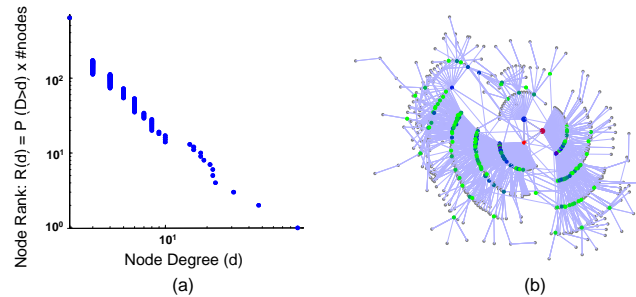 Node Rank: R(d) = P (D>d) x #nodes
10²
10¹
10⁰
10¹
Node Degree (d)
(a)
(b)